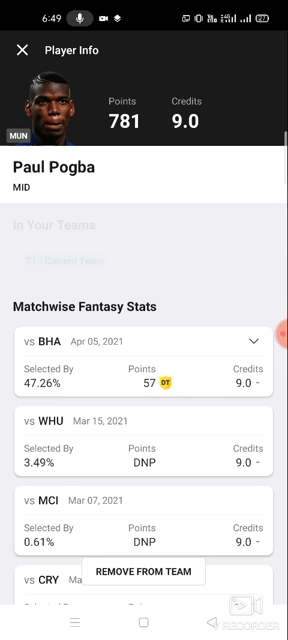 6:49
27
Player Info
Points
Credits
781
9.0
MUN
Paul Pogba
MID
In Your Teams
T1 - Current Team
Matchwise Fantasy Stats
vs BHA Apr 05, 2021
Selected By Points Credits
47.26% 57 DT 9.0 -
vs WHU Mar 15, 2021
Selected By Points Credits
3.49% DNP 9.0 -
vs MCI Mar 07, 2021
Selected By Points Credits
0.61% DNP 9.0 -
vs CRY
REMOVE FROM TEAM
RECORDER